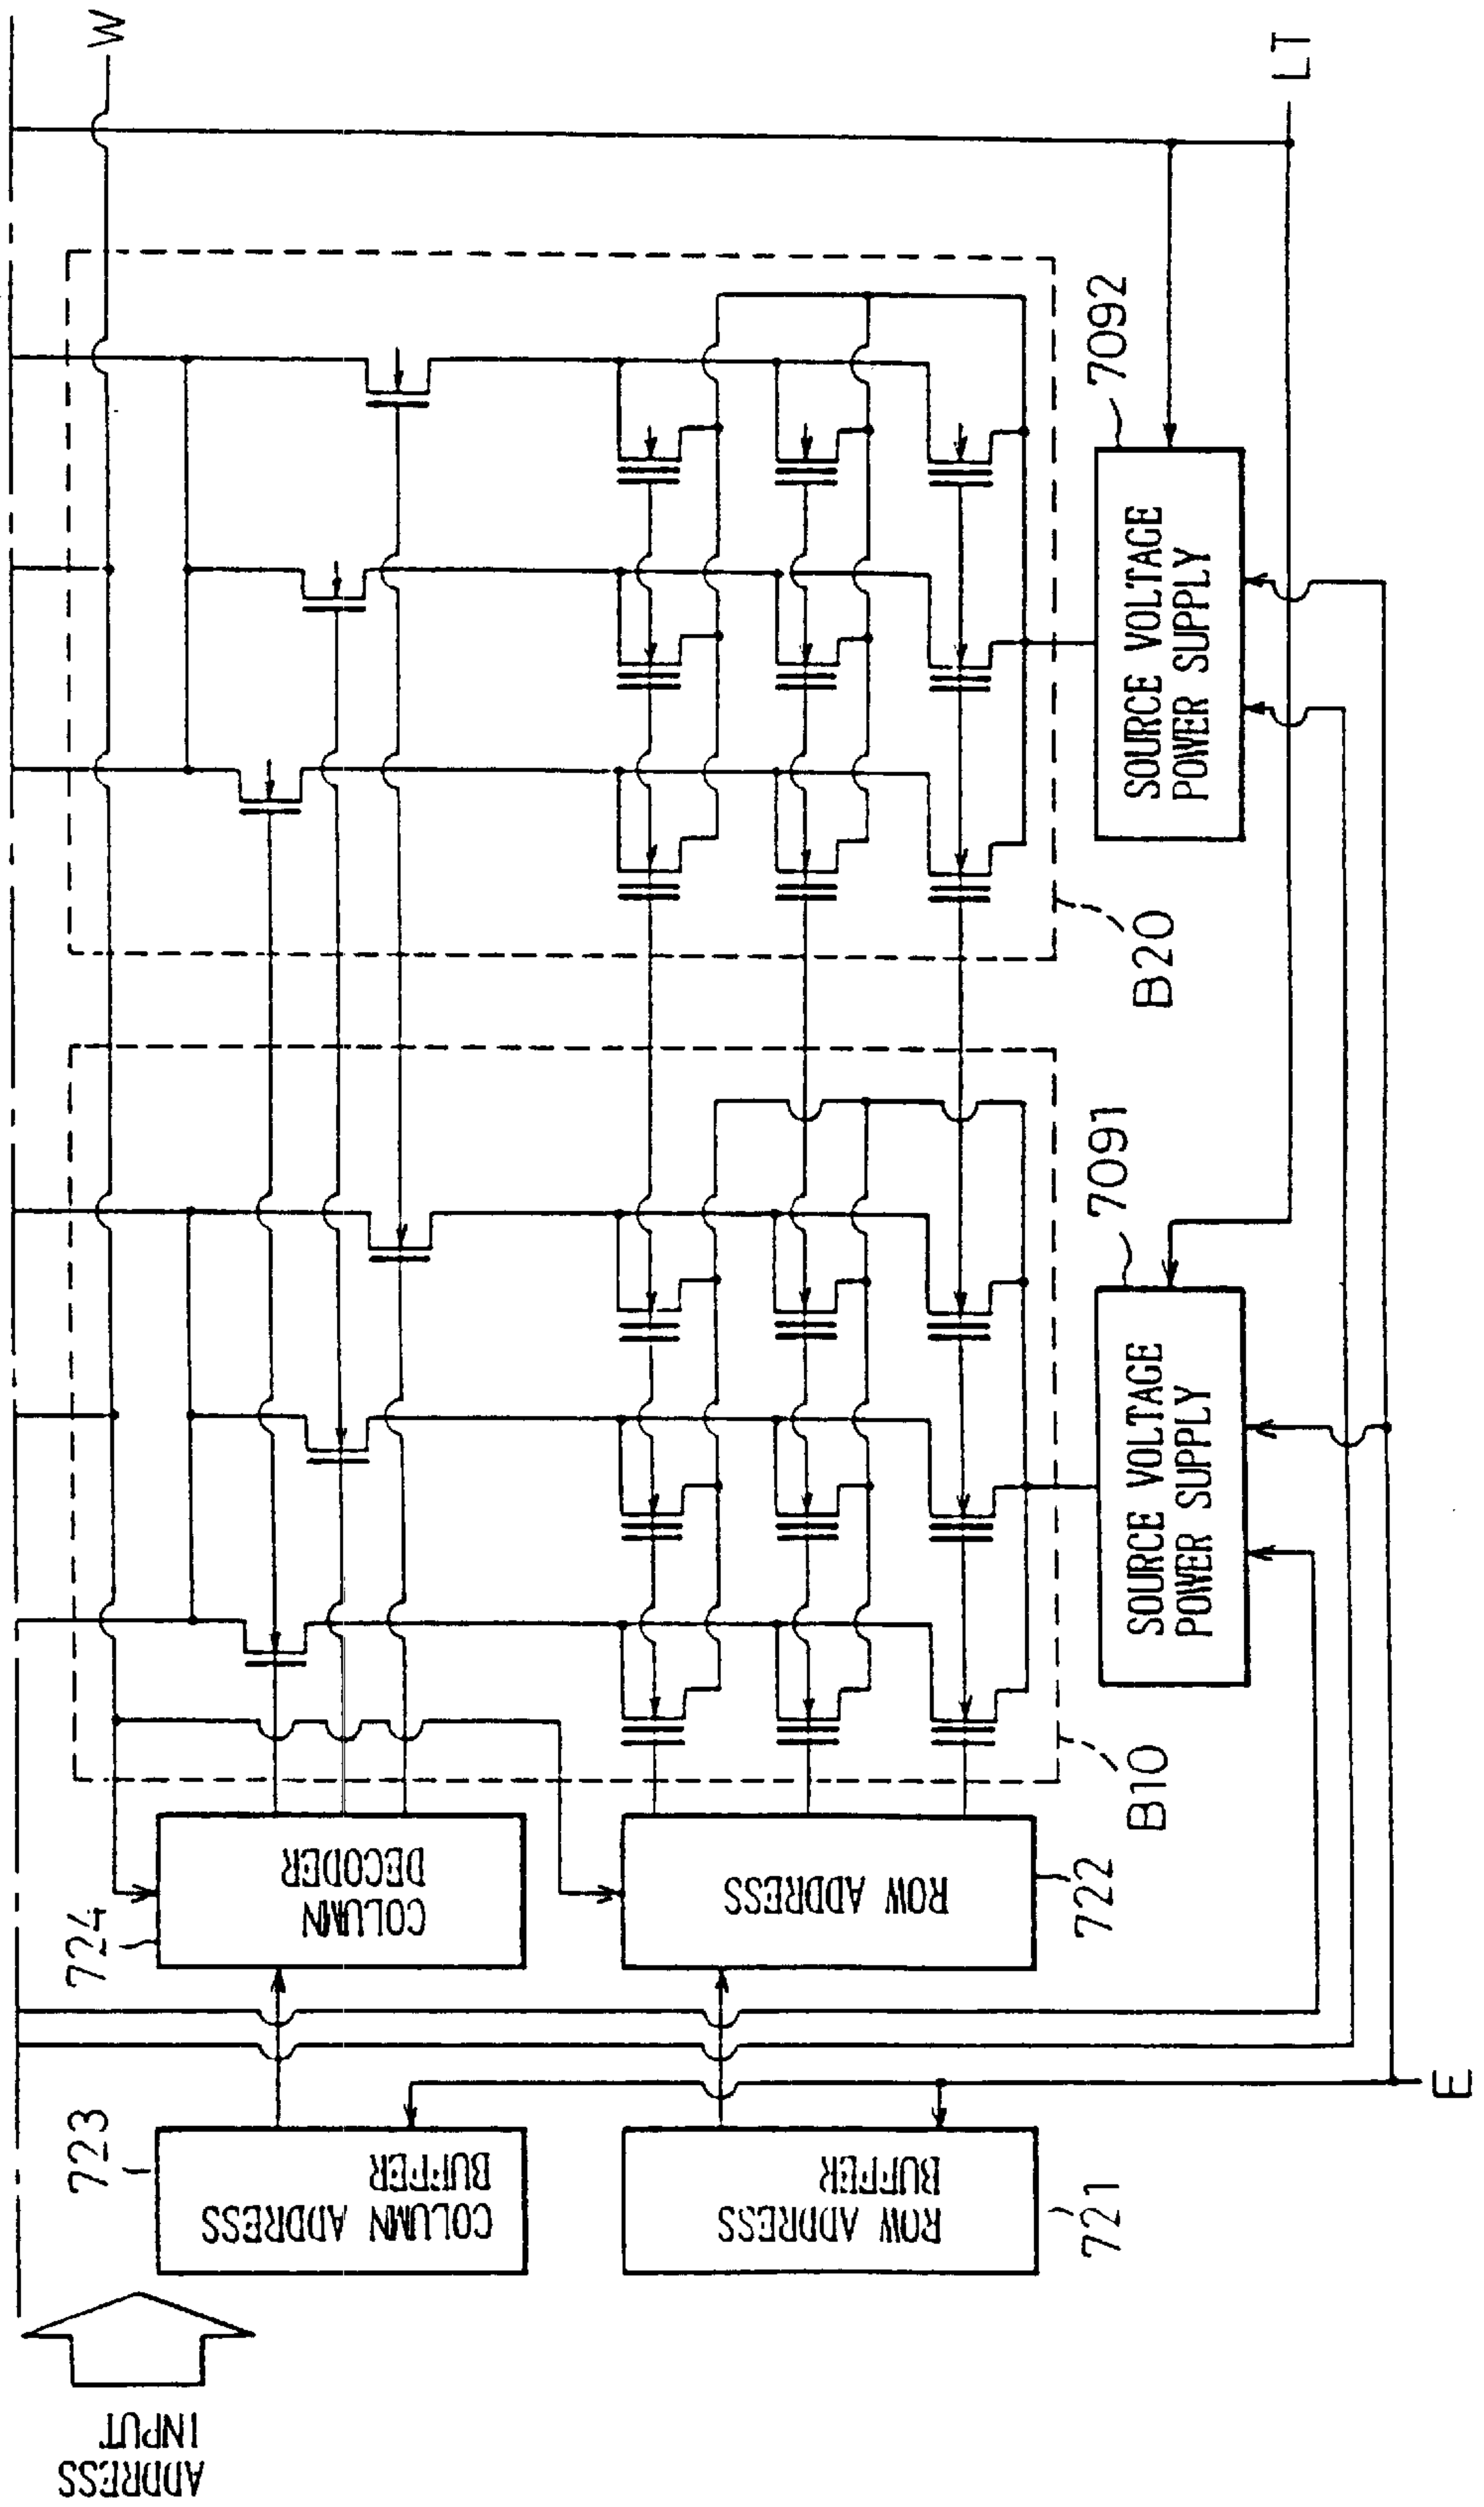 W
LT
7092
SOURCE VOLTAGE
POWER SUPPLY
B20
7091
SOURCE VOLTAGE
POWER SUPPLY
B10
724
COLUMN
DECODER
ROW ADDRESS
722
723
COLUMN ADDRESS
BUFFER
ROW ADDRESS
BUFFER
721
E
ADDRESS
INPUT